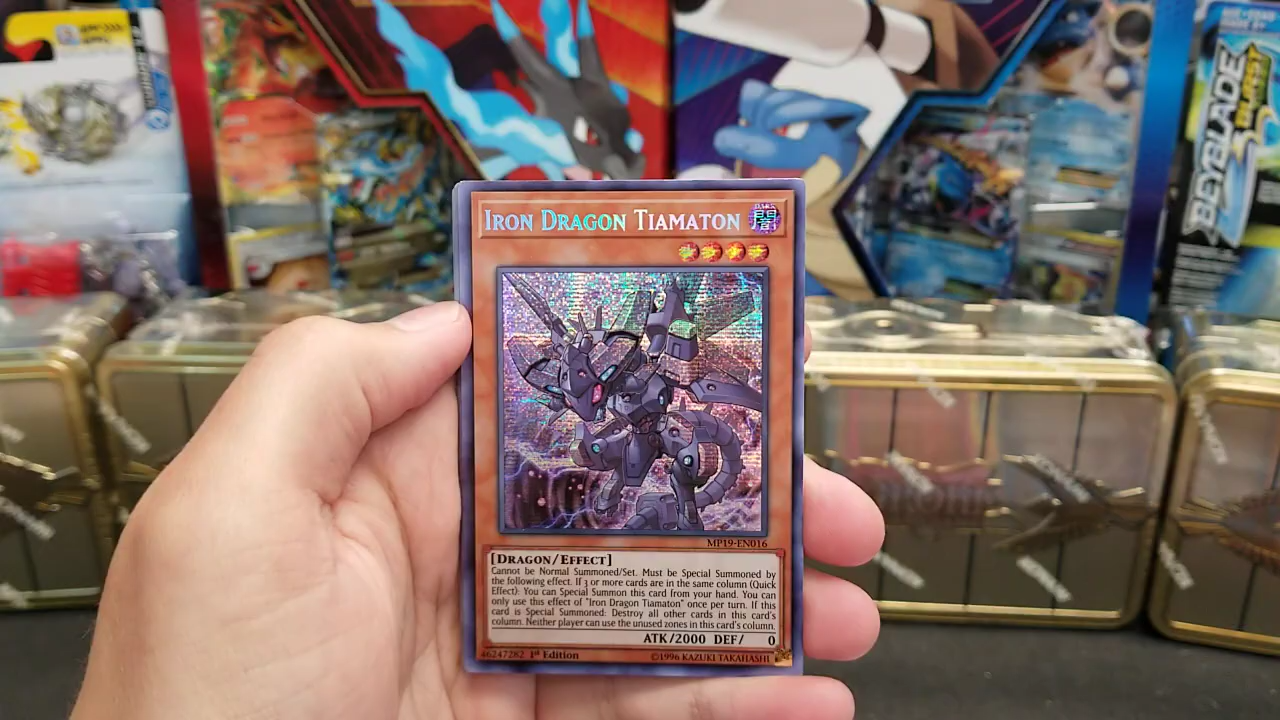 IRON DRAGON TIAMATON
DARK
闇
MP19-EN016
[DRAGON/EFFECT]
Cannot be Normal Summoned/Set. Must be Special Summoned by
the following effect. If 3 or more cards are in the same column (Quick
Effect): You can Special Summon this card from your hand. You can
only use this effect of "Iron Dragon Tiamaton" once per turn. If this
card is Special Summoned: Destroy all other cards in this card's
column. Neither player can use the unused zones in this card's column.
ATK/2000 DEF/ 0
46247282 1st Edition
©1996 KAZUKI TAKAHASHI
BEYBLADE
BURST